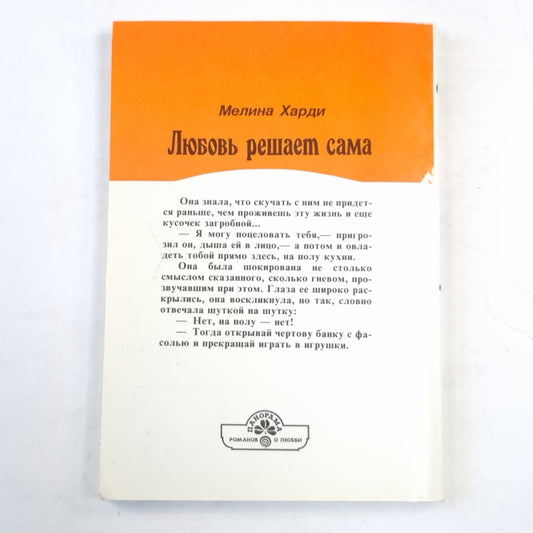 Мелина Харди
Любовь решает сама
Она знала, что скучать с ним не придет-
ся раньше, чем проживешь эту жизнь и еще
кусочек загробной...
— Я могу поцеловать тебя,— пригро-
зил он, дыша ей в лицо,— а потом и овла-
деть тобой прямо здесь, на полу кухни.
Она была шокирована не столько
смыслом сказанного, сколько гневом, про-
звучавшим при этом. Глаза ее широко рас-
крылись, она воскликнула, но так, словно
отвечала шуткой на шутку:
— Нет, на полу — нет!
— Тогда открывай чертову банку с фа-
солью и прекращай играть в игрушки.
ПАНОРАМА
РОМАНОВ О ЛЮБВИ